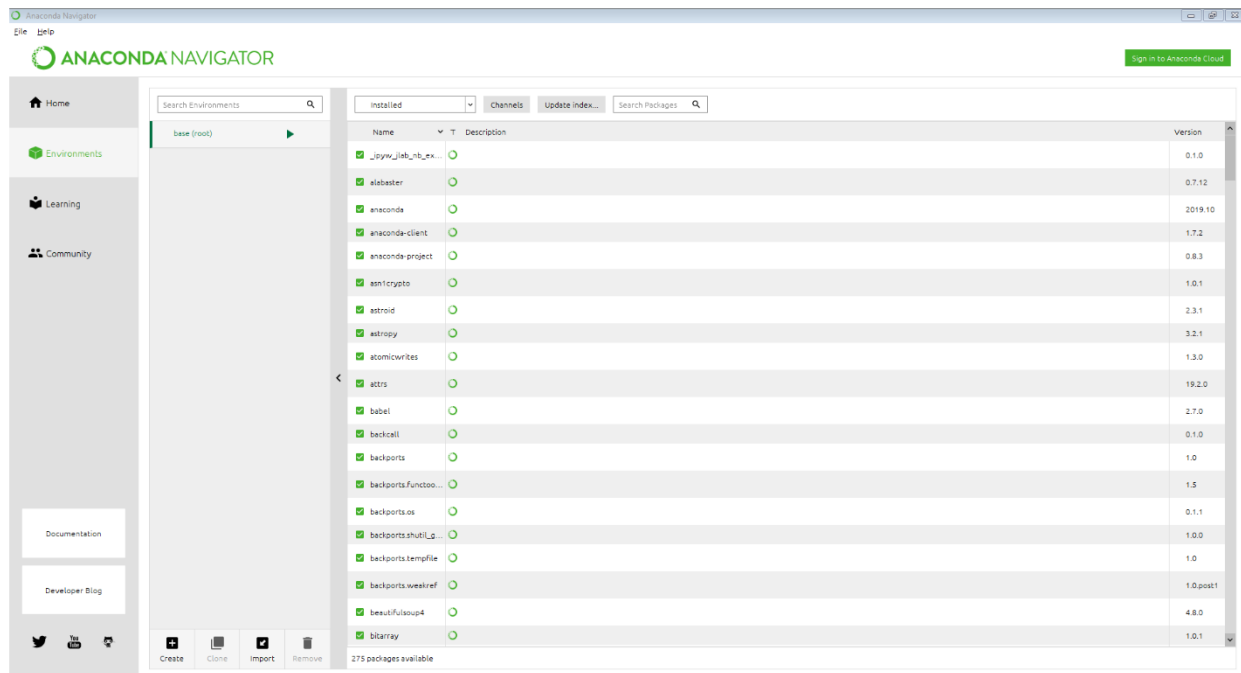 Anaconda Navigator
File Help
ANACONDA NAVIGATOR
Sign in to Anaconda Cloud
Home
Environments
Learning
Community
Documentation
Developer Blog
You Tube
Search Environments
base (root)
Create Clone Import Remove
Installed Channels Update index... Search Packages
Name T Description Version
_ipyw_jlab_nb_ex... 0.1.0
alabaster 0.7.12
anaconda 2019.10
anaconda-client 1.7.2
anaconda-project 0.8.3
asn1crypto 1.0.1
astroid 2.3.1
astropy 3.2.1
atomicwrites 1.3.0
attrs 19.2.0
babel 2.7.0
backcall 0.1.0
backports 1.0
backports.functoo... 1.5
backports.os 0.1.1
backports.shutil_g... 1.0.0
backports.tempfile 1.0
backports.weakref 1.0.post1
beautifulsoup4 4.8.0
bitarray 1.0.1
275 packages available